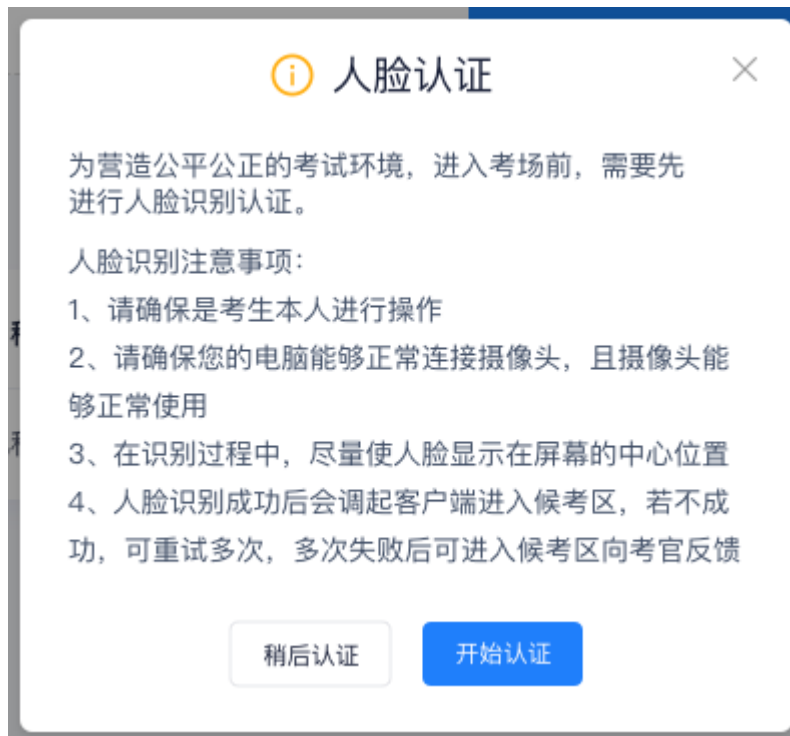 人脸认证
为营造公平公正的考试环境，进入考场前，需要先
进行人脸识别认证。
人脸识别注意事项：
1、请确保是考生本人进行操作
2、请确保您的电脑能够正常连接摄像头，且摄像头能
够正常使用
3、在识别过程中，尽量使人脸显示在屏幕的中心位置
4、人脸识别成功后会调起客户端进入候考区，若不成
功，可重试多次，多次失败后可进入候考区向考官反馈
稍后认证
开始认证